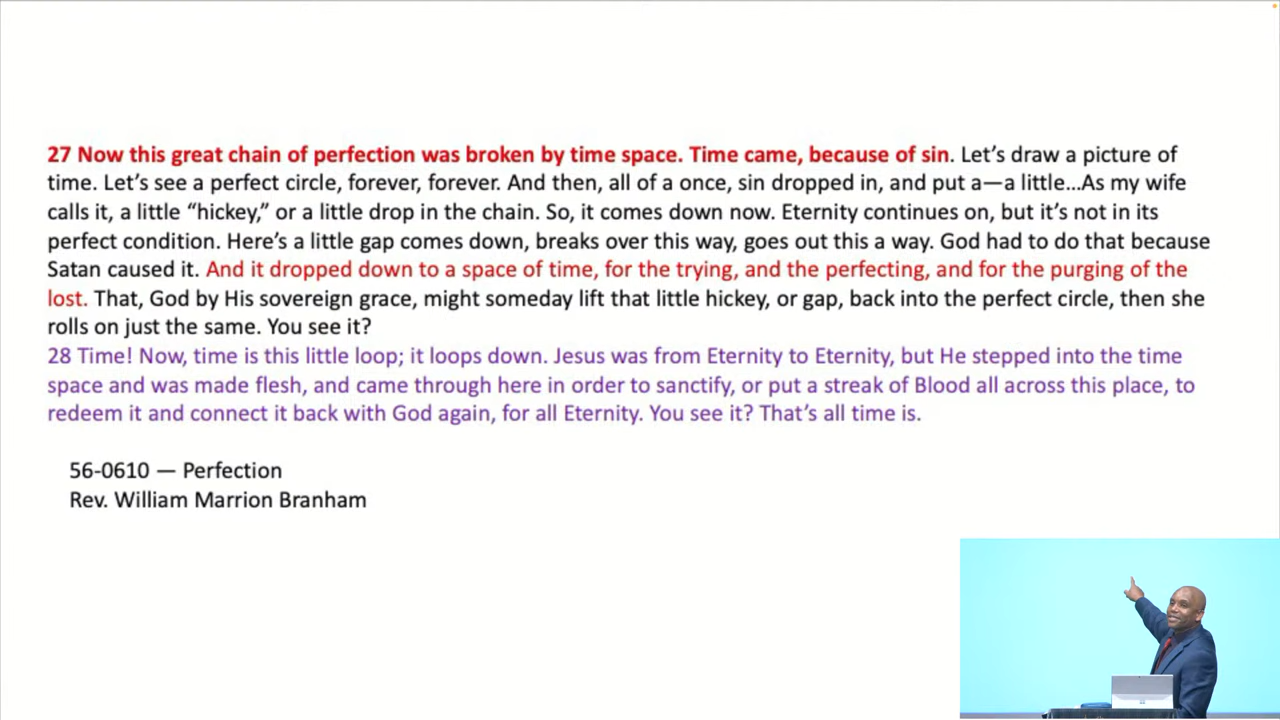 27 Now this great chain of perfection was broken by time space. Time came, because of sin. Let’s draw a picture of
time. Let’s see a perfect circle, forever, forever. And then, all of a once, sin dropped in, and put a—a little...As my wife
calls it, a little “hickey,” or a little drop in the chain. So, it comes down now. Eternity continues on, but it’s not in its
perfect condition. Here’s a little gap comes down, breaks over this way, goes out this a way. God had to do that because
Satan caused it. And it dropped down to a space of time, for the trying, and the perfecting, and for the purging of the
lost. That, God by His sovereign grace, might someday lift that little hickey, or gap, back into the perfect circle, then she
rolls on just the same. You see it?
28 Time! Now, time is this little loop; it loops down. Jesus was from Eternity to Eternity, but He stepped into the time
space and was made flesh, and came through here in order to sanctify, or put a streak of Blood all across this place, to
redeem it and connect it back with God again, for all Eternity. You see it? That’s all time is.
56-0610 — Perfection
Rev. William Marrion Branham